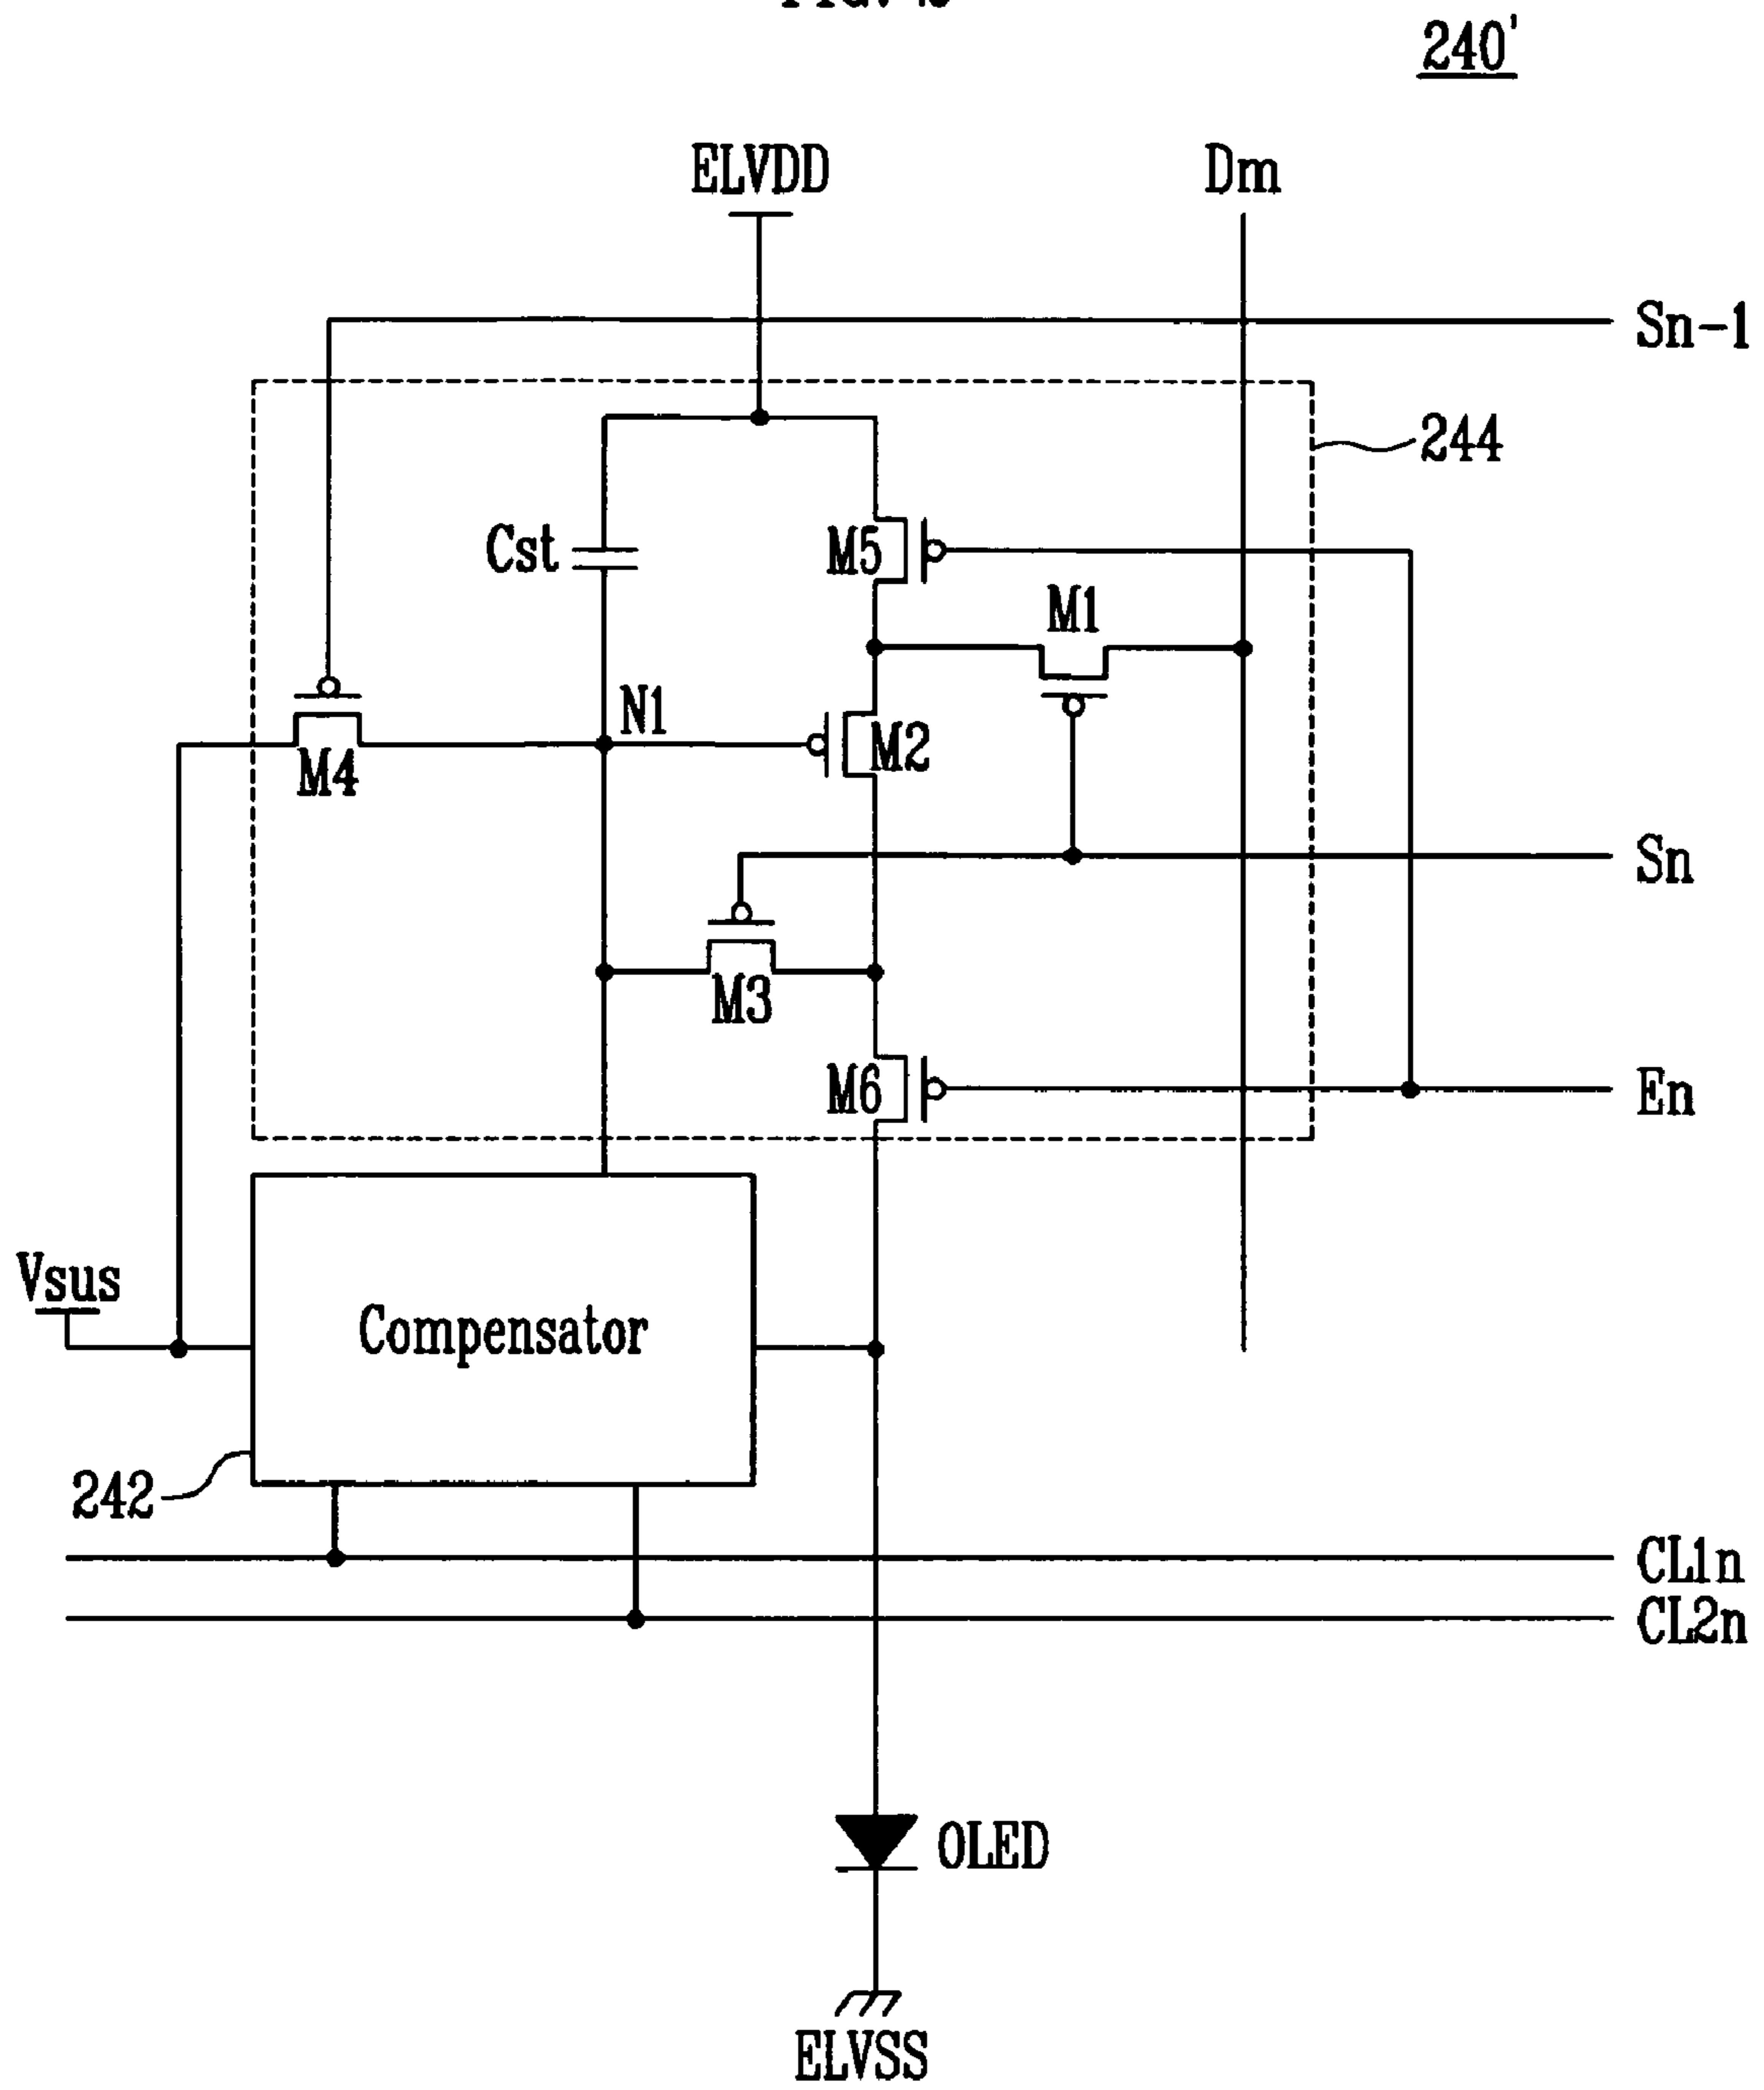 240'
ELVDD
Dm
Sn-1
244
Cst
M5
M1
N1
M2
M4
Sn
M3
M6
En
Vsus
Compensator
242
CL1n
CL2n
OLED
ELVSS